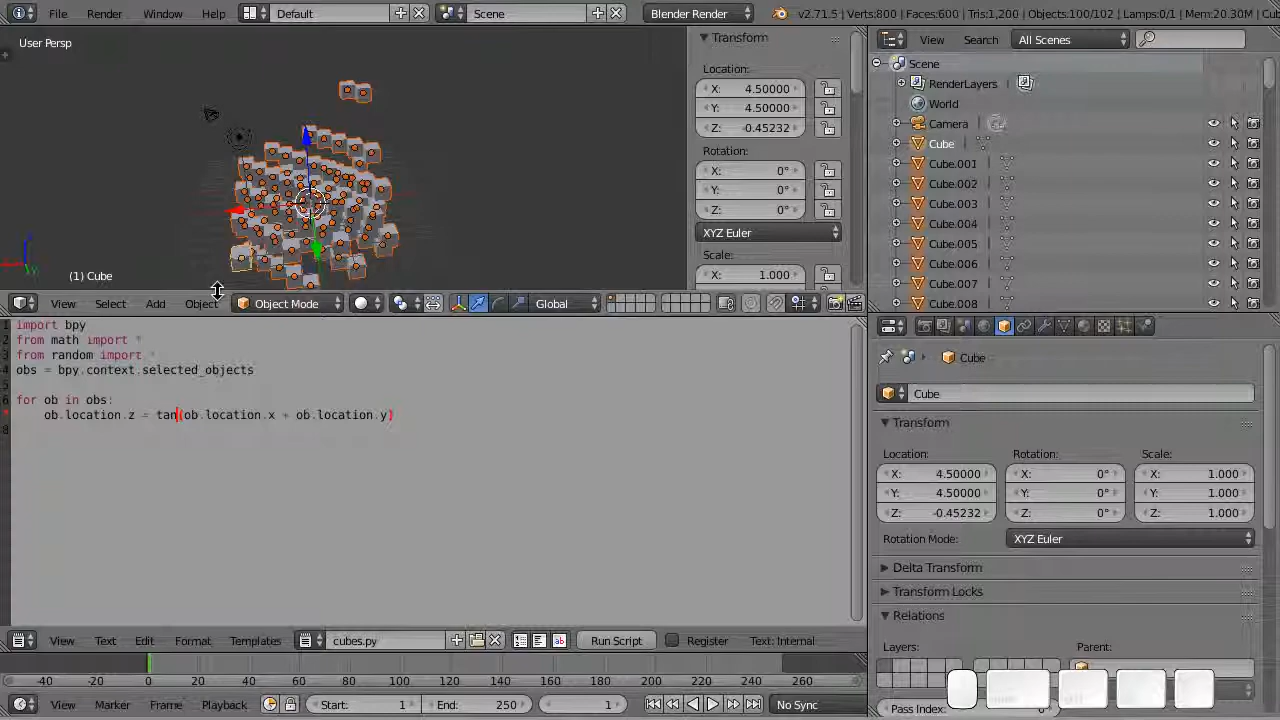 File Render Window Help Default Scene Blender Render v2.71.5 | Verts:800 | Faces:600 | Tris:1,200 | Objects:100/102 | Lamps:0/1 | Mem:20.30M |
User Persp
(1) Cube
Transform
Location:
X: 4.50000
Y: 4.50000
Z: -0.45232
Rotation:
X: 0°
Y: 0°
Z: 0°
XYZ Euler
Scale:
X: 1.000
View Select Add Object Object Mode Global
View Search All Scenes
Scene
RenderLayers
World
Camera
Cube
Cube.001
Cube.002
Cube.003
Cube.004
Cube.005
Cube.006
Cube.007
Cube.008
1 import bpy
2 from math import *
3 from random import *
4 obs = bpy.context.selected_objects
5
6 for ob in obs:
ob.location.z = tan(ob.location.x + ob.location.y)
8
View Text Edit Format Templates cubes.py Run Script Register Text: Internal
-40 -20 0 20 40 60 80 100 120 140 160 180 200 220 240 260 280
View Marker Frame Playback Start: 1 End: 250 1 No Sync
Cube
Cube
Transform
Location: Rotation: Scale:
X: 4.50000 X: 0° X: 1.000
Y: 4.50000 Y: 0° Y: 1.000
Z: -0.45232 Z: 0° Z: 1.000
Rotation Mode: XYZ Euler
Delta Transform
Transform Locks
Relations
Layers: Parent:
Pass Index: